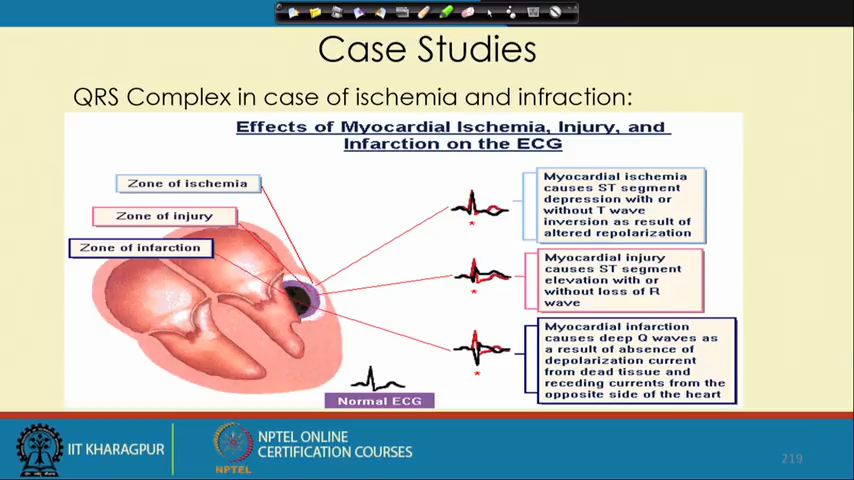 Case Studies
QRS Complex in case of ischemia and infraction:
Effects of Myocardial Ischemia, Injury, and
Infarction on the ECG
Zone of ischemia
Zone of injury
Zone of infarction
Myocardial ischemia
causes ST segment
depression with or
without T wave
inversion as result of
altered repolarization
Myocardial injury
causes ST segment
elevation with or
without loss of R
wave
Myocardial infarction
causes deep Q waves as
a result of absence of
depolarization current
from dead tissue and
receding currents from the
opposite side of the heart
*
*
*
Normal ECG
IIT KHARAGPUR
NPTEL
NPTEL ONLINE
CERTIFICATION COURSES
219